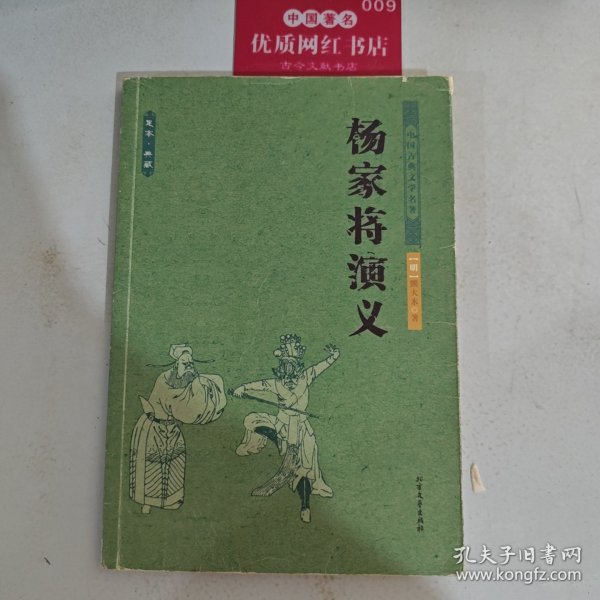 009
中国著名
优质网红书店
古今文献书店
足本·典藏
中国古典文学名著
杨家将演义
【明】熊大木 著
北方文艺出版社
孔夫子旧书网
www.kongfz.com